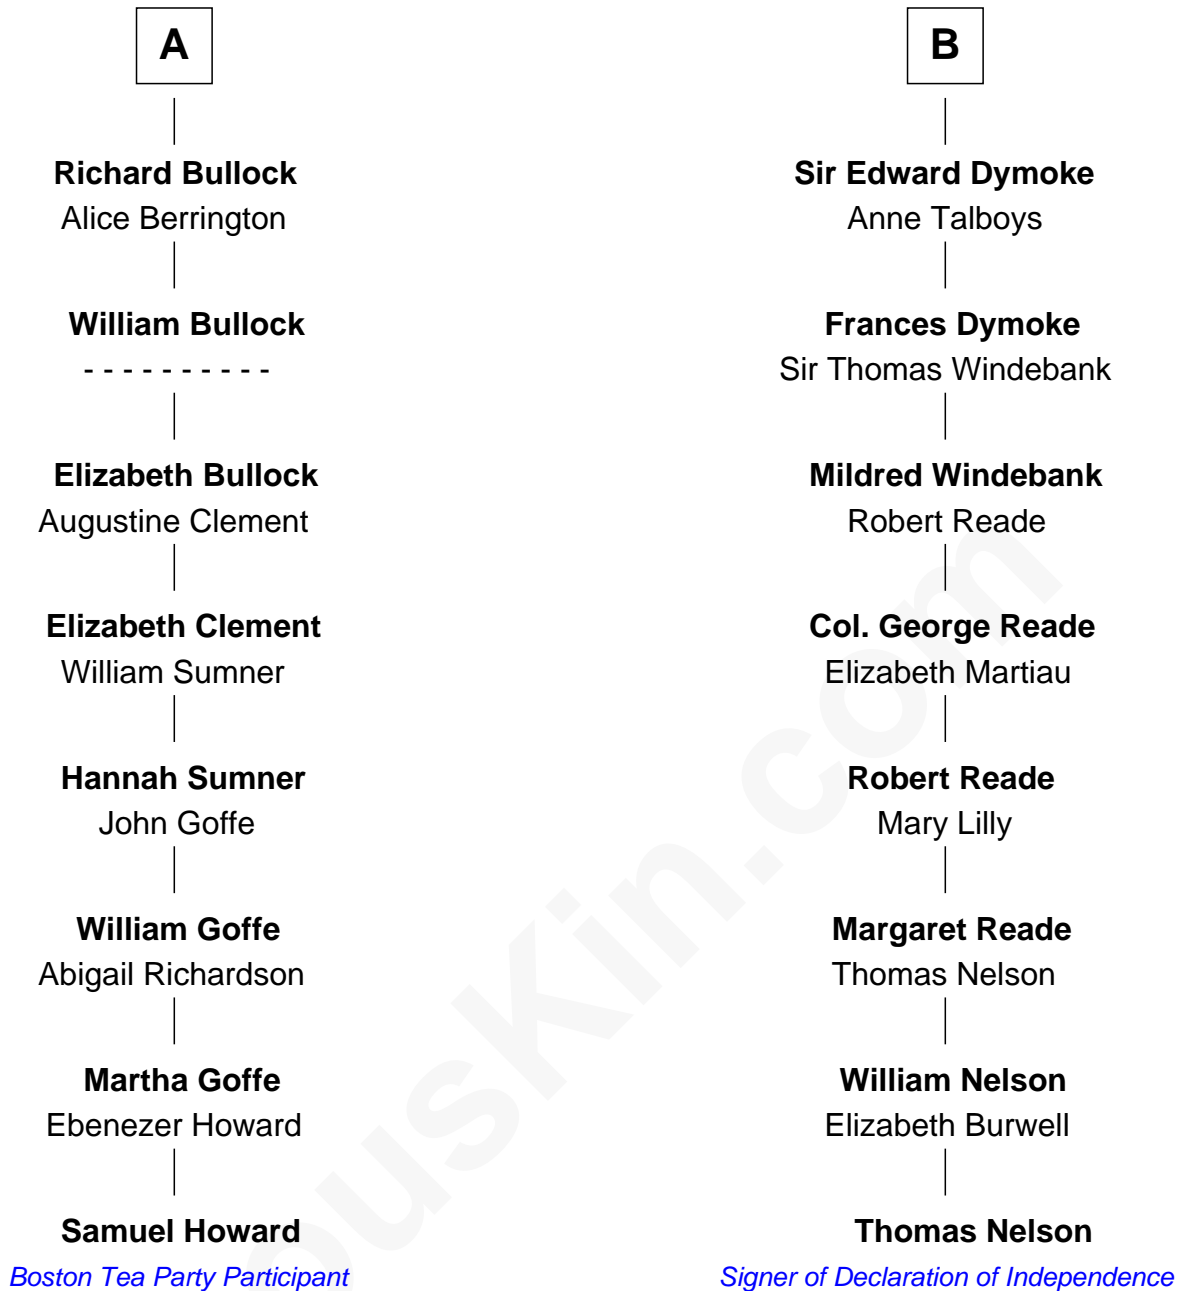 A
Richard Bullock
Alice Berrington
William Bullock
- - - - - - - - - -
Elizabeth Bullock
Augustine Clement
Elizabeth Clement
William Sumner
Hannah Sumner
John Goffe
William Goffe
Abigail Richardson
Martha Goffe
Ebenezer Howard
Samuel Howard
Boston Tea Party Participant
B
Sir Edward Dymoke
Anne Talboys
Frances Dymoke
Sir Thomas Windebank
Mildred Windebank
Robert Reade
Col. George Reade
Elizabeth Martiau
Robert Reade
Mary Lilly
Margaret Reade
Thomas Nelson
William Nelson
Elizabeth Burwell
Thomas Nelson
Signer of Declaration of Independence
ousKin.com